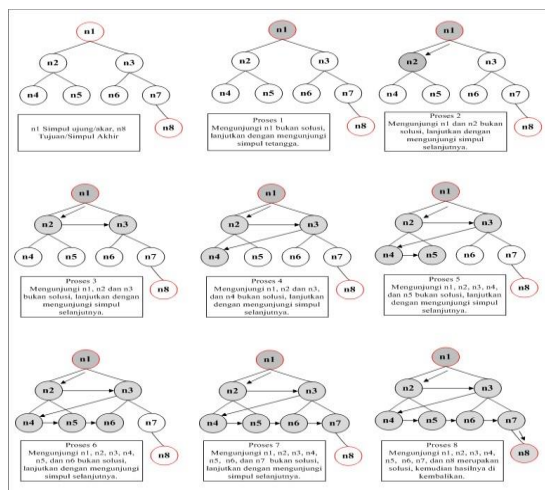 n1
n2 n3
n4 n5 n6 n7
n8
n1 Simpul ujung/akar, n8
Tujuan/Simpul Akhir
n1
n2 n3
n4 n5 n6 n7
n8
Proses 1
Mengunjungi n1 bukan solusi,
lanjutkan dengan mengunjungi
simpul tetangga.
n1
n2 n3
n4 n5 n6 n7
n8
Proses 2
Mengunjungi n1 dan n2 bukan
solusi, lanjutkan dengan
mengunjungi simpul
selanjutnya.
n1
n2 n3
n4 n5 n6 n7
n8
Proses 3
Mengunjungi n1, n2 dan n3
bukan solusi, lanjutkan dengan
mengunjungi simpul
selanjutnya.
n1
n2 n3
n4 n5 n6 n7
n8
Proses 4
Mengunjungi n1, n2 dan n3,
dan n4 bukan solusi, lanjutkan
dengan mengunjungi simpul
selanjutnya.
n1
n2 n3
n4 n5 n6 n7
n8
Proses 5
Mengunjungi n1, n2, n3, n4,
dan n5 bukan solusi, lanjutkan
dengan mengunjungi simpul
selanjutnya.
n1
n2 n3
n4 n5 n6 n7
n8
Proses 6
Mengunjungi n1, n2, n3, n4,
n5, dan n6 bukan solusi,
lanjutkan dengan mengunjungi
simpul selanjutnya.
n1
n2 n3
n4 n5 n6 n7
n8
Proses 7
Mengunjungi n1, n2, n3, n4,
n5, n6, dan n7 bukan solusi,
lanjutkan dengan mengunjungi
simpul selanjutnya.
n1
n2 n3
n4 n5 n6 n7
n8
Proses 8
Mengunjungi n1, n2, n3, n4,
n5, n6, n7, dan n8 merupakan
solusi, kemudian hasilnya di
kembalikan.